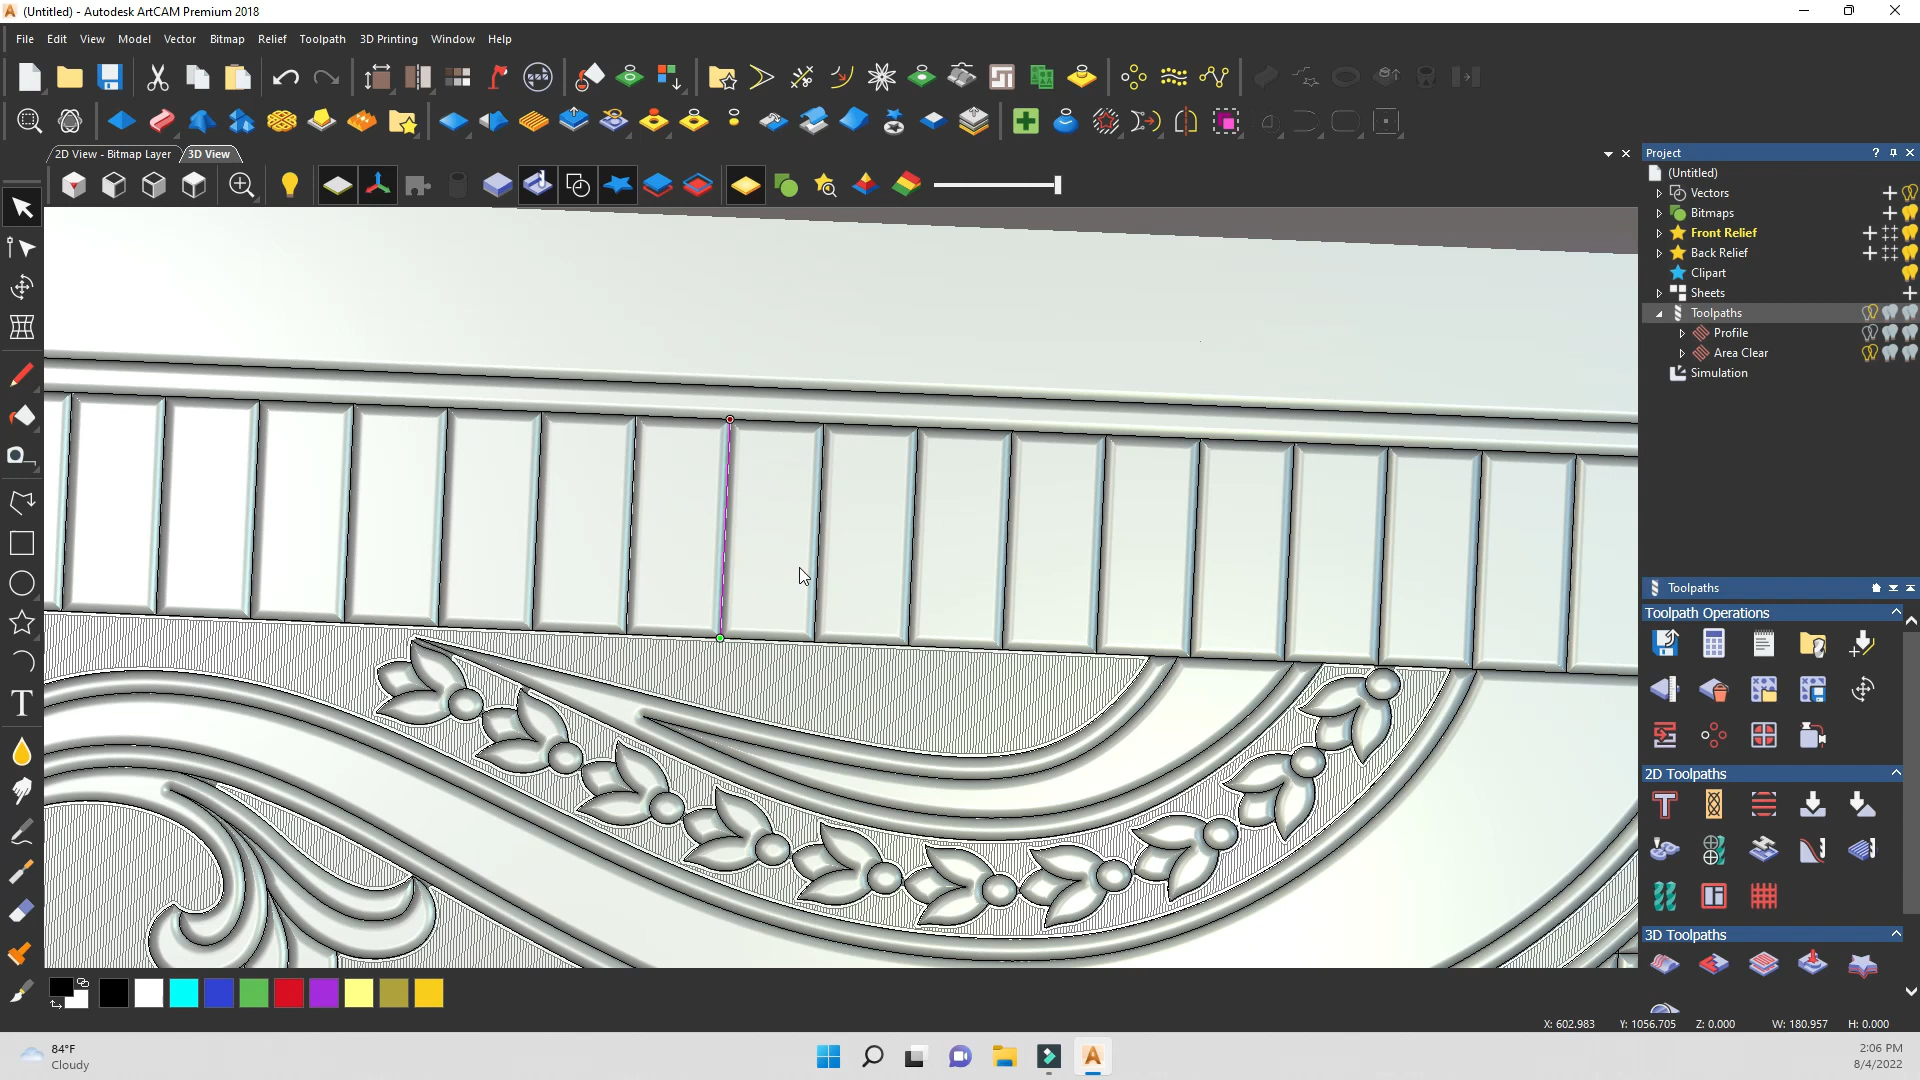 (Untitled) - Autodesk ArtCAM Premium 2018
File Edit View Model Vector Bitmap Relief Toolpath 3D Printing Window Help
2D View - Bitmap Layer 3D View
Project
(Untitled)
Vectors
Bitmaps
Front Relief
Back Relief
Clipart
Sheets
Toolpaths
Profile
Area Clear
Simulation
Toolpaths
Toolpath Operations
2D Toolpaths
3D Toolpaths
X: 602.983 Y: 1056.705 Z: 0.000 W: 180.957 H: 0.000
84°F
Cloudy
2:06 PM
8/4/2022